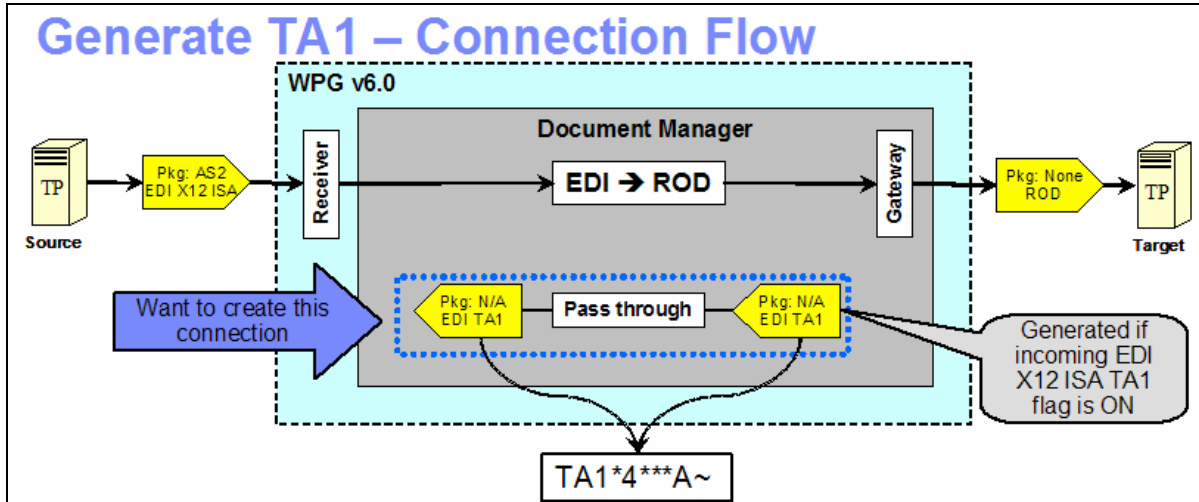 Generate TA1 – Connection Flow
WPG v6.0
Document Manager
TP
Source
Pkg: AS2
EDI X12 ISA
Receiver
EDI → ROD
Gateway
Pkg: None
ROD
TP
Target
Want to create this
connection
Pkg: N/A
EDI TA1
Pass through
Pkg: N/A
EDI TA1
Generated if
incoming EDI
X12 ISA TA1
flag is ON
TA1*4***A~